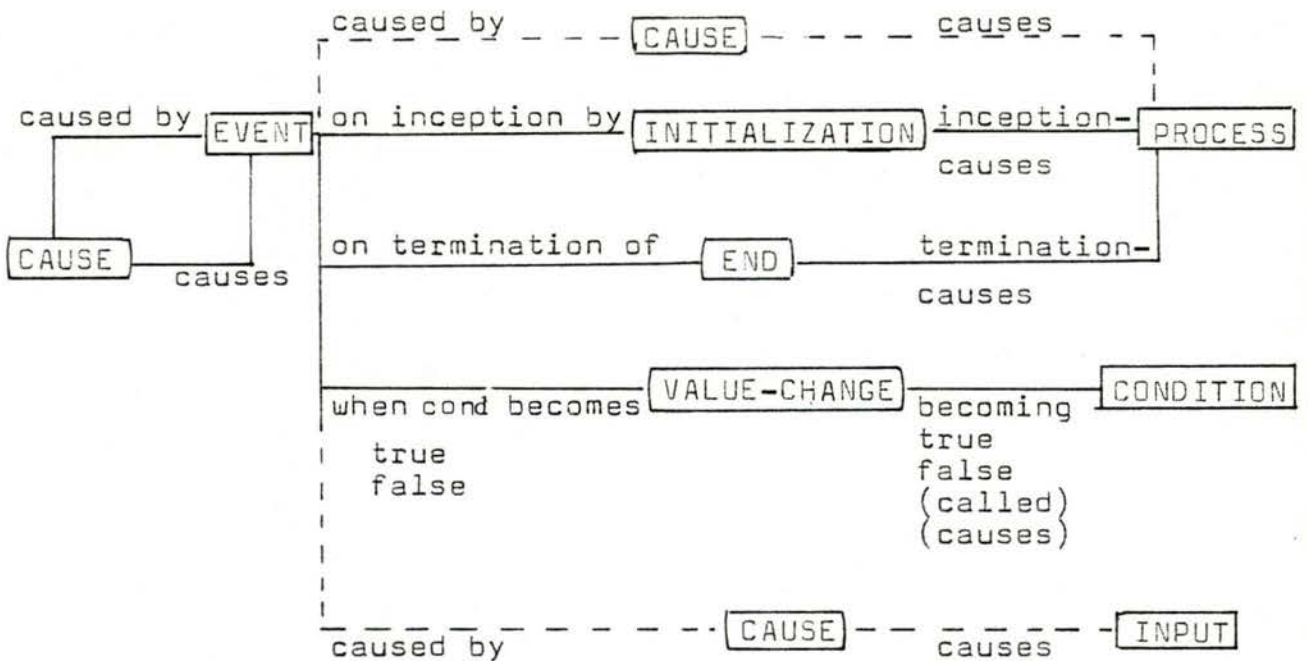 caused by CAUSE causes
caused by EVENT on inception by INITIALIZATION inception- PROCESS
causes
CAUSE causes on termination of END termination-
causes
when cond becomes VALUE-CHANGE becoming CONDITION
true true
false false
(called)
(causes)
caused by CAUSE causes INPUT